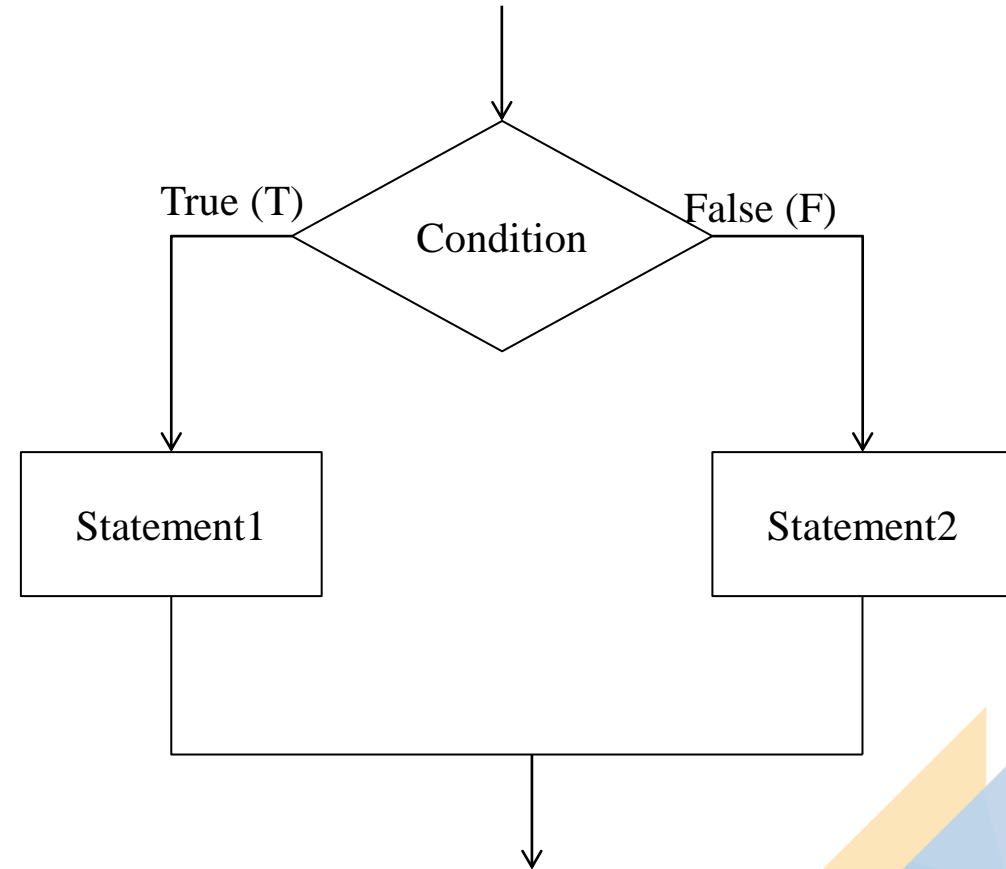 True (T)
False (F)
Condition
Statement1
Statement2